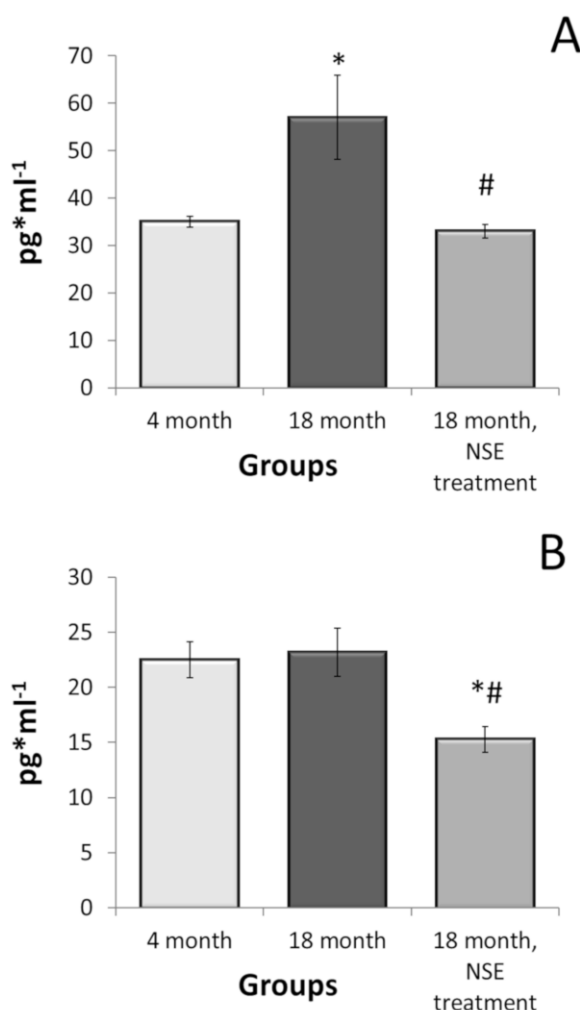 A
70
60
50
40
30
20
10
0
pg*ml-1
*
#
4 month
18 month
18 month,
NSE
treatment
Groups
B
30
25
20
15
10
5
0
pg*ml-1
*#
4 month
18 month
18 month,
NSE
treatment
Groups